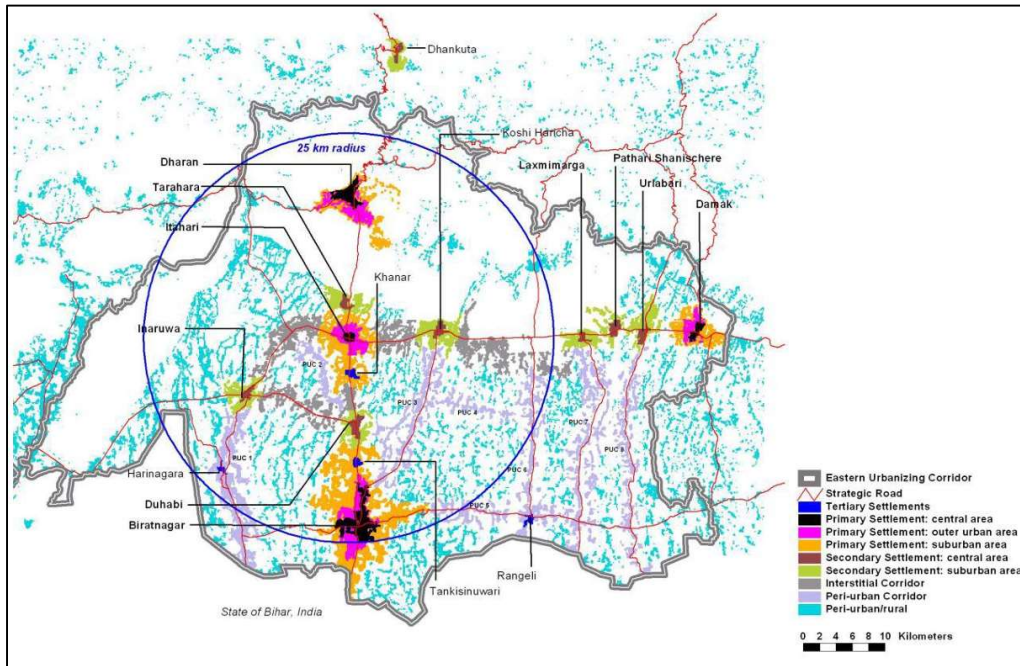 Dhankuta
25 km radius
Koshi Haricha
Dharan
Laxmimarga
Pathari Shanischere
Urlabari
Tarahara
Damak
Itahari
Khanar
Inaruwa
PUC 2
PUC 3
PUC 4
PUC 7
PUC 8
PUC 1
Harinagara
PUC 6
Duhabi
PUC 5
Biratnagar
Rangeli
Tankisinuwari
State of Bihar, India
Eastern Urbanizing Corridor
Strategic Road
Tertiary Settlements
Primary Settlement: central area
Primary Settlement: outer urban area
Primary Settlement: suburban area
Secondary Settlement: central area
Secondary Settlement: suburban area
Interstitial Corridor
Peri-urban Corridor
Peri-urban/rural
0 2 4 6 8 10 Kilometers